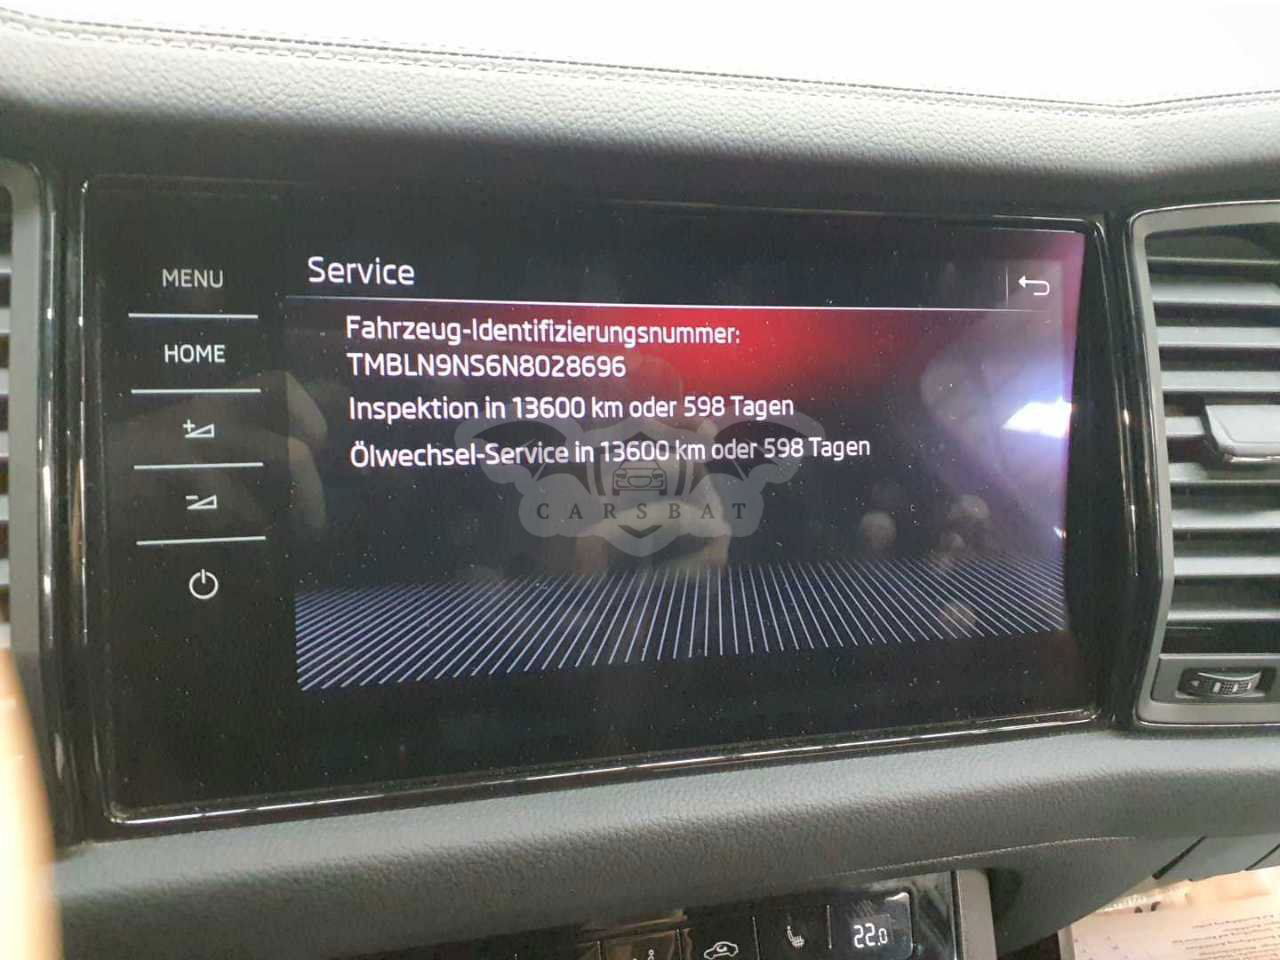 MENU
HOME
Service
Fahrzeug-Identifizierungsnummer:
TMBLN9NS6N8028696
Inspektion in 13600 km oder 598 Tagen
Ölwechsel-Service in 13600 km oder 598 Tagen
CARSBAT
22.0